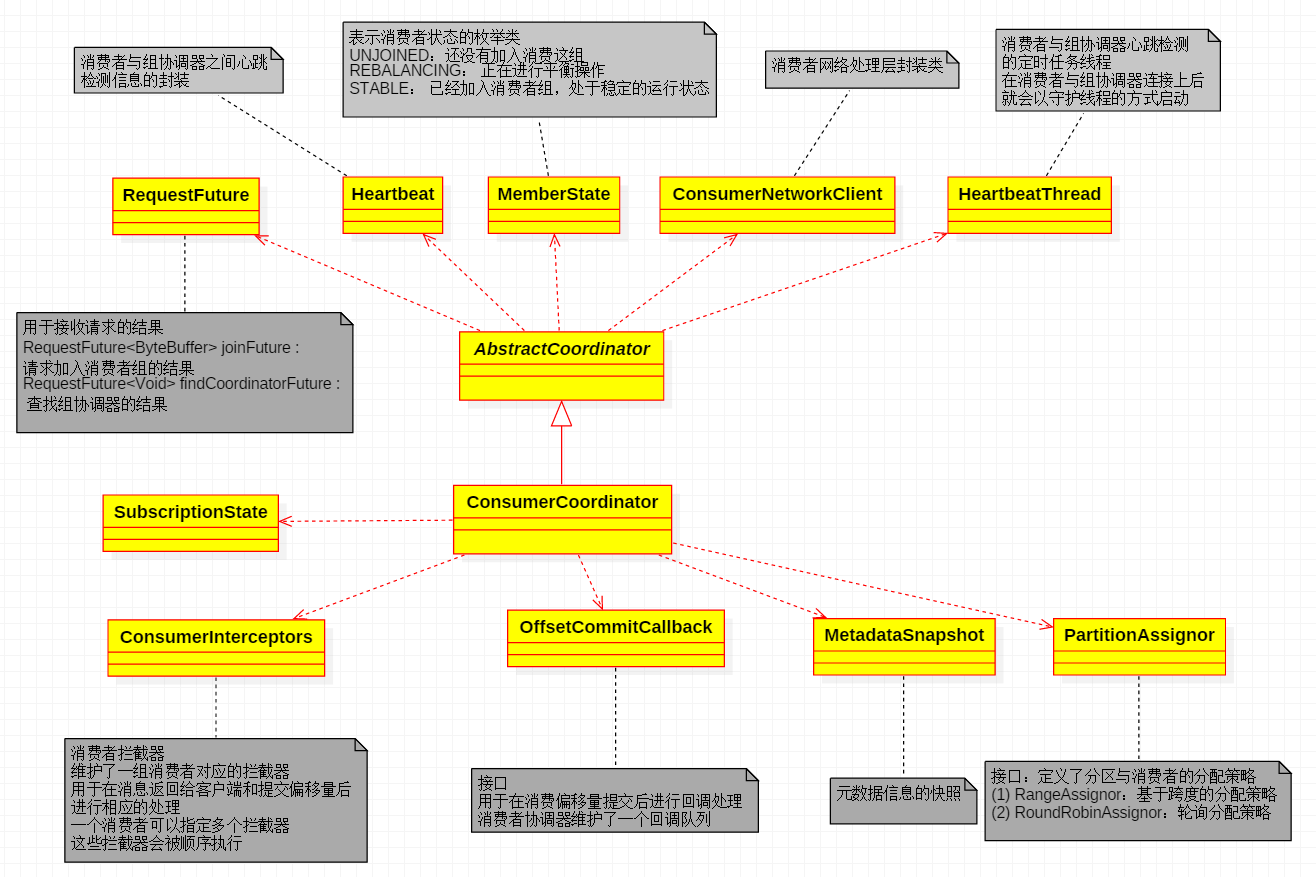 消费者与组协调器之间心跳
检测信息的封装
表示消费者状态的枚举类
UNJOINED：还没有加入消费这组
REBALANCING： 正在进行平衡操作
STABLE： 已经加入消费者组，处于稳定的运行状态
消费者网络处理层封装类
消费者与组协调器心跳检测
的定时任务线程
在消费者与组协调器连接上后
就会以守护线程的方式启动
RequestFuture
Heartbeat
MemberState
ConsumerNetworkClient
HeartbeatThread
用于接收请求的结果
RequestFuture<ByteBuffer> joinFuture :
请求加入消费者组的结果
RequestFuture<Void> findCoordinatorFuture :
查找组协调器的结果
AbstractCoordinator
ConsumerCoordinator
SubscriptionState
ConsumerInterceptors
OffsetCommitCallback
MetadataSnapshot
PartitionAssignor
消费者拦截器
维护了一组消费者对应的拦截器
用于在消息返回给客户端和提交偏移量后
进行相应的处理
一个消费者可以指定多个拦截器
这些拦截器会被顺序执行
接口
用于在消费偏移量提交后进行回调处理
消费者协调器维护了一个回调队列
元数据信息的快照
接口：定义了分区与消费者的分配策略
(1) RangeAssignor：基于跨度的分配策略
(2) RoundRobinAssignor：轮询分配策略